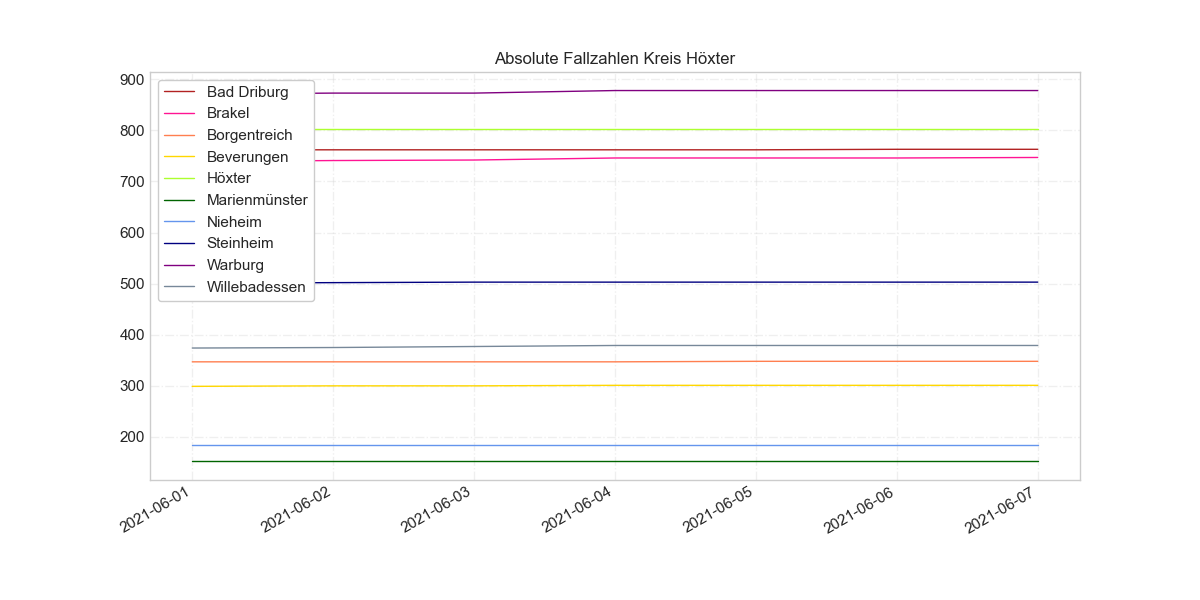 Absolute Fallzahlen Kreis Höxter
900
800
700
600
500
400
300
200
Bad Driburg
Brakel
Borgentreich
Beverungen
Höxter
Marienmünster
Nieheim
Steinheim
Warburg
Willebadessen
2021-06-01
2021-06-02
2021-06-03
2021-06-04
2021-06-05
2021-06-06
2021-06-07